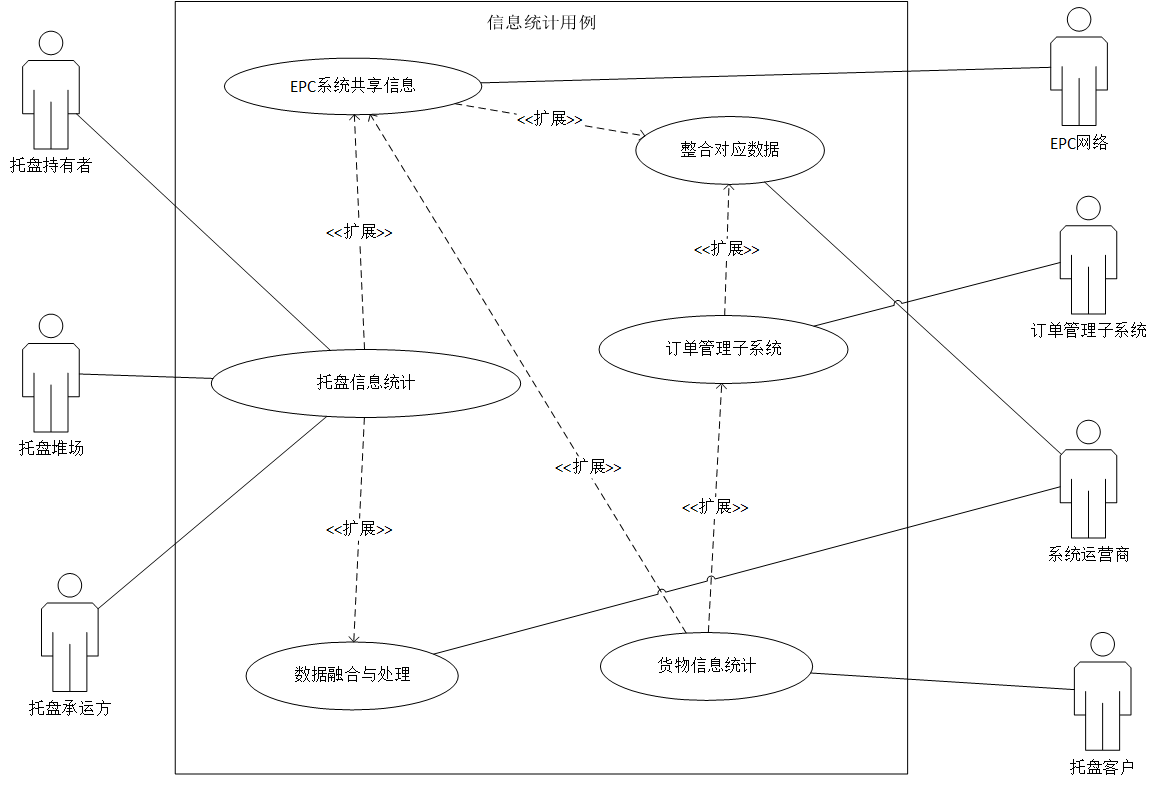 信息统计用例
EPC系统共享信息
<<扩展>>
EPC网络
整合对应数据
托盘持有者
<<扩展>>
<<扩展>>
订单管理子系统
订单管理子系统
托盘信息统计
托盘堆场
<<扩展>>
<<扩展>>
<<扩展>>
系统运营商
数据融合与处理
货物信息统计
托盘承运方
托盘客户